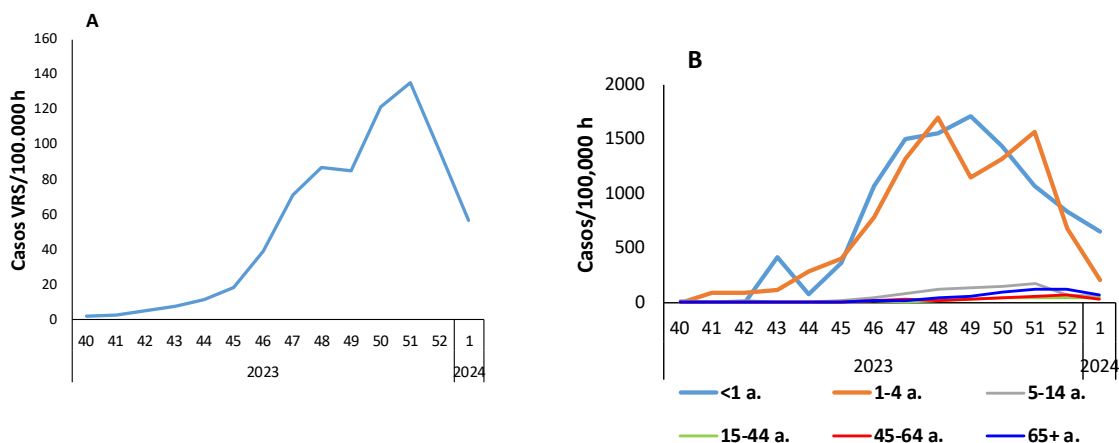 A
Casos VRS/100.000 h
160
140
120
100
80
60
40
20
0
40 41 42 43 44 45 46 47 48 49 50 51 52 1
2023 2024
B
Casos/100,000 h
2000
1500
1000
500
0
40 41 42 43 44 45 46 47 48 49 50 51 52 1
2023 2024
<1 a. 1-4 a. 5-14 a.
15-44 a. 45-64 a. 65+ a.